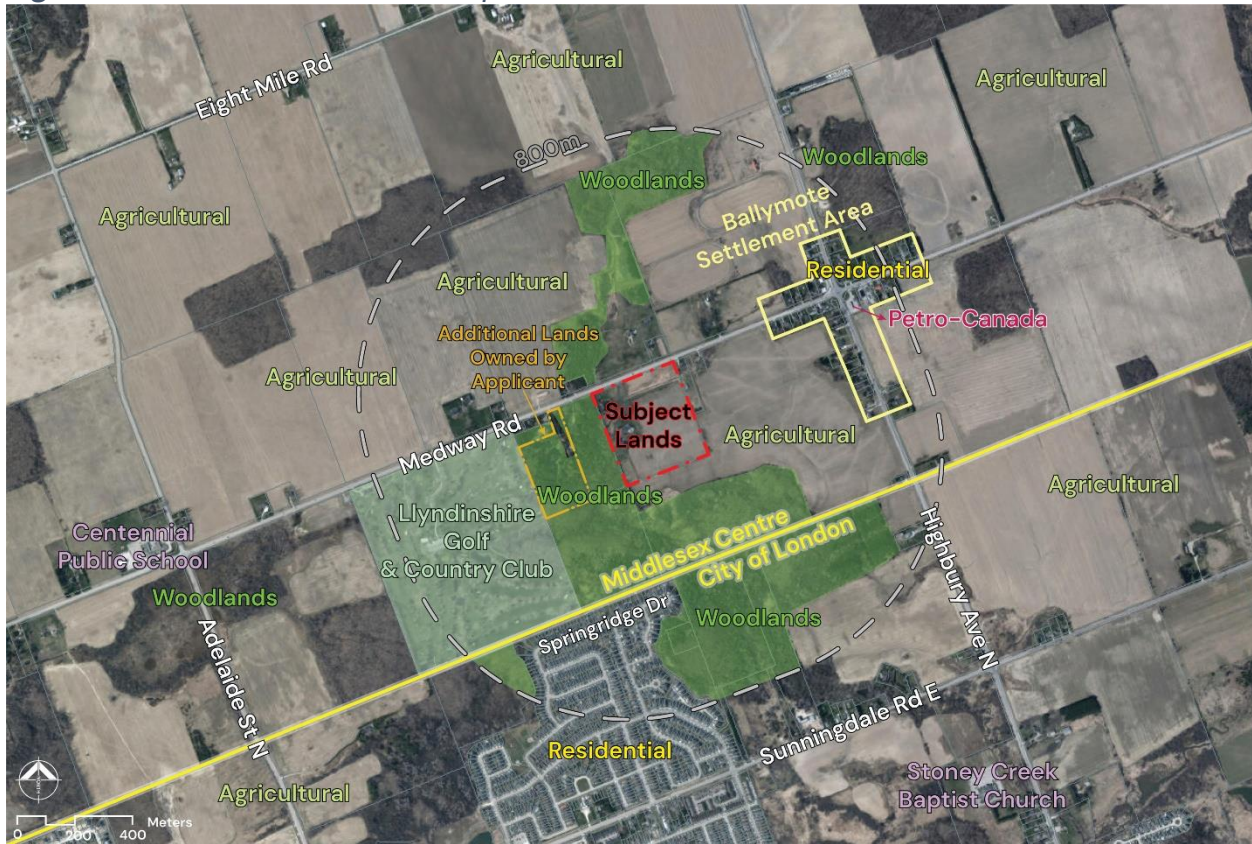 Eight Mile Rd
Agricultural
Agricultural
800m
Woodlands
Woodlands
Agricultural
Ballymote
Settlement Area
Residential
Agricultural
Petro-Canada
Additional Lands
Owned by
Applicant
Agricultural
Subject
Lands
Medway Rd
Agricultural
Woodlands
Agricultural
Llyndinshire
Golf
& Country Club
Centennial
Public School
Middlesex Centre
City of London
Highbury Ave N
Woodlands
Adelaide St N
Springridge Dr
Woodlands
Sunningdale Rd E
Residential
Stoney Creek
Baptist Church
Agricultural
Meters
0 200 400